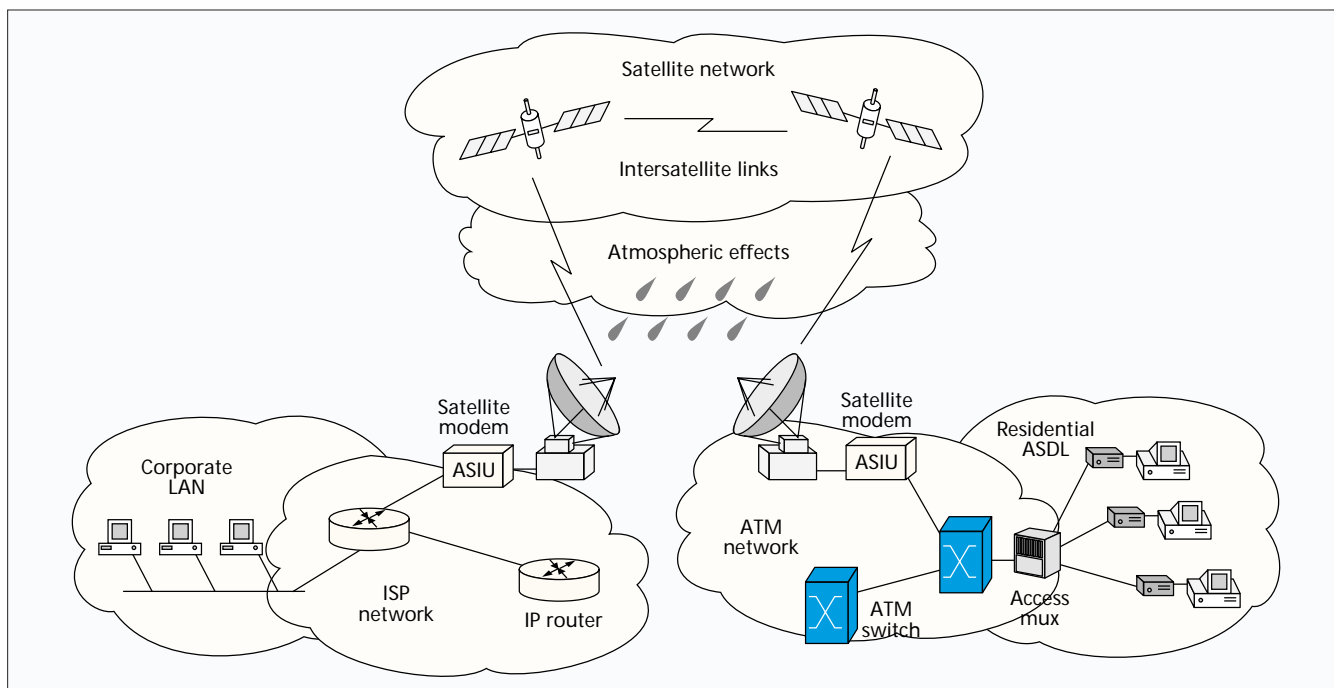 Satellite network
Intersatellite links
Atmospheric effects
Satellite
modem
ASIU
Corporate
LAN
ISP
network
IP router
Satellite
modem
ASIU
Residential
ASDL
ATM
network
ATM
switch
Access
mux